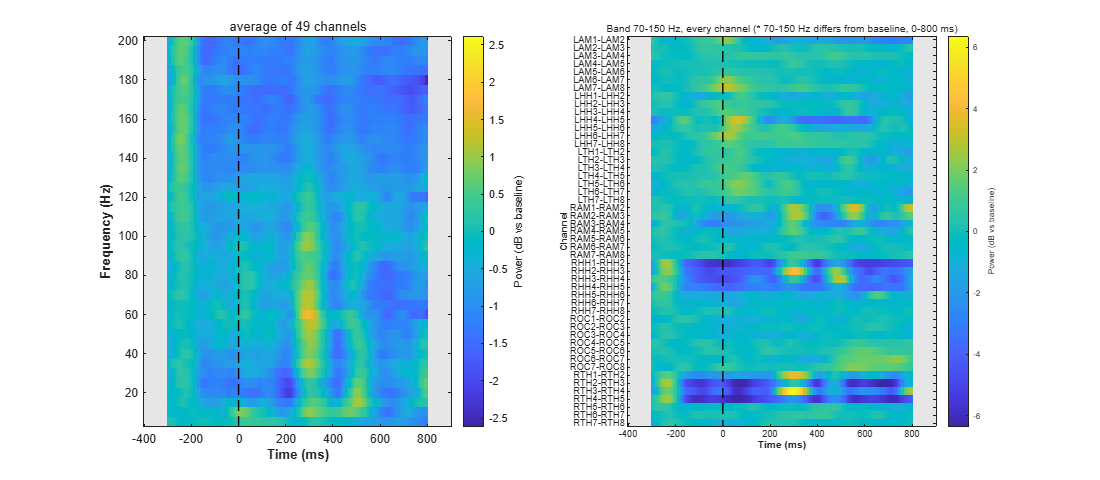 average of 49 channels
200
180
160
140
120
100
80
60
40
20
Frequency (Hz)
-400
-200
0
200
400
600
800
Time (ms)
2.5
2
1.5
1
0.5
0
-0.5
-1
-1.5
-2
-2.5
Power (dB vs baseline)
Band 70-150 Hz, every channel (* 70-150 Hz differs from baseline, 0-800 ms)
LAM1-LAM2
LAM2-LAM3
LAM3-LAM4
LAM4-LAM5
LAM5-LAM6
LAM6-LAM7
LAM7-LAM8
LHH1-LHH2
LHH2-LHH3
LHH3-LHH4
LHH4-LHH5
LHH5-LHH6
LHH6-LHH7
LHH7-LHH8
LTH1-LTH2
LTH2-LTH3
LTH3-LTH4
LTH4-LTH5
LTH5-LTH6
LTH6-LTH7
LTH7-LTH8
RAM1-RAM2
RAM2-RAM3
RAM3-RAM4
RAM4-RAM5
RAM5-RAM6
RAM6-RAM7
RAM7-RAM8
RHH1-RHH2
RHH2-RHH3
RHH3-RHH4
RHH4-RHH5
RHH5-RHH6
RHH6-RHH7
RHH7-RHH8
ROC1-ROC2
ROC2-ROC3
ROC3-ROC4
ROC4-ROC5
ROC5-ROC6
ROC6-ROC7
ROC7-ROC8
RTH1-RTH2
RTH2-RTH3
RTH3-RTH4
RTH4-RTH5
RTH5-RTH6
RTH6-RTH7
RTH7-RTH8
Channel
-400
-200
0
200
400
600
800
Time (ms)
6
4
2
0
-2
-4
-6
Power (dB vs baseline)